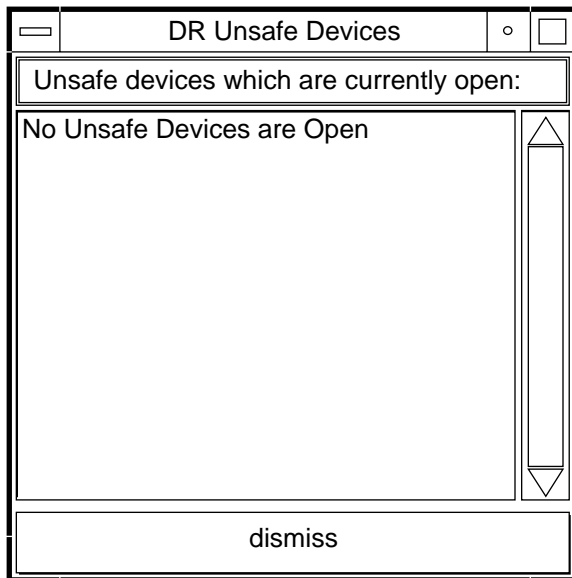 DR Unsafe Devices
Unsafe devices which are currently open:
No Unsafe Devices are Open
dismiss